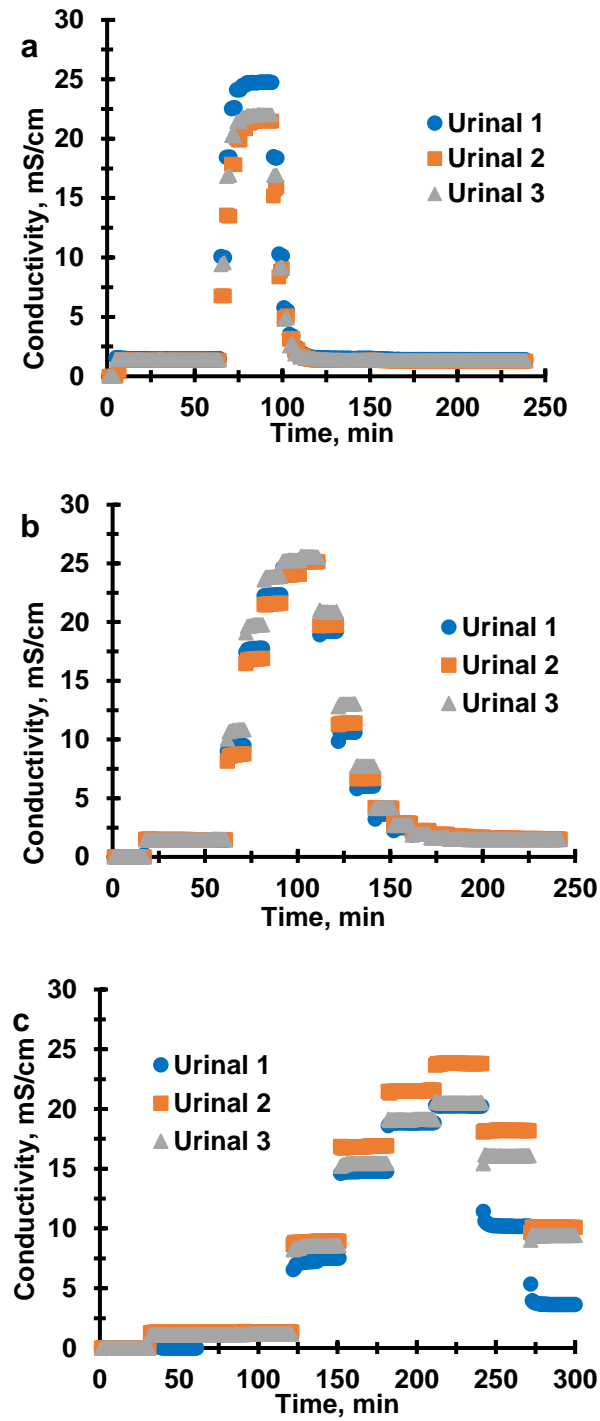 a
30
25
20
15
10
5
0
Conductivity, mS/cm
Urinal 1
Urinal 2
Urinal 3
0 50 100 150 200 250
Time, min
b
30
25
20
15
10
5
0
Conductivity, mS/cm
Urinal 1
Urinal 2
Urinal 3
0 50 100 150 200 250
Time, min
c
30
25
20
15
10
5
0
Conductivity, mS/cm
Urinal 1
Urinal 2
Urinal 3
0 50 100 150 200 250 300
Time, min